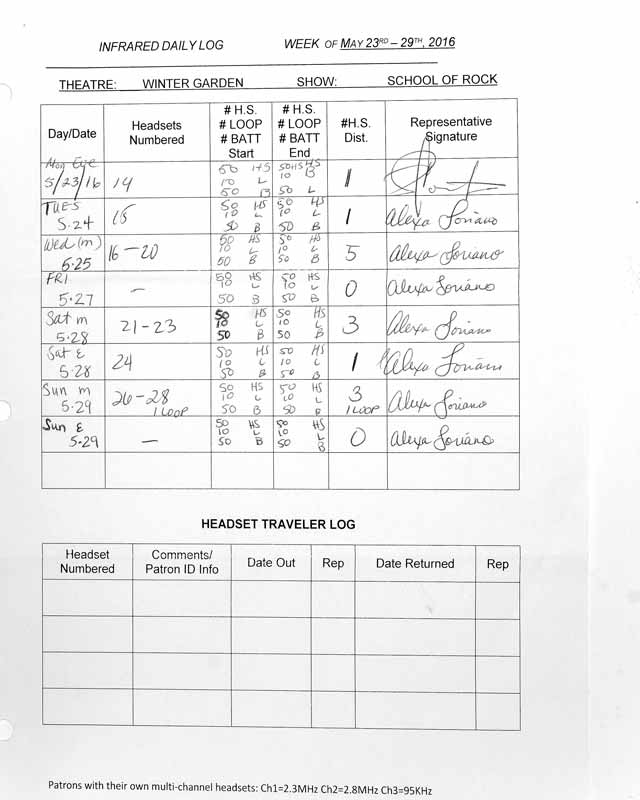 INFRARED DAILY LOG WEEK OF MAY 23RD – 29TH, 2016
THEATRE: WINTER GARDEN SHOW: SCHOOL OF ROCK
Day/Date Headsets Numbered # H.S. # LOOP # BATT Start # H.S. # LOOP # BATT End #H.S. Dist. Representative Signature
Mon Eve 50 HS 50 HS
5/23/16 14 10 L 10 B 1
50 B 50 L
TUES 50 HS 50 HS
5.24 15 10 L 10 L 1 Alexa Soriano
50 B 50 B
Wed (m) 50 HS 50 HS
5.25 16-20 10 L 10 L 5 Alexa Soriano
50 B 50 B
FRI 50 HS 50 HS
5.27 — 10 L 10 L 0 Alexa Soriano
50 B 50 B
Sat m 50 HS 50 HS
5.28 21-23 10 L 10 L 3 Alexa Soriano
50 B 50 B
Sat E 50 HS 50 HS
5.28 24 10 L 10 L 1 Alexa Soriano
50 B 50 B
Sun m 50 HS 50 HS 3
5.29 26-28 10 L 10 L 1 LOOP Alexa Soriano
1 LOOP 50 B 50 B
Sun E 50 HS 50 HS
5.29 — 10 L 10 L 0 Alexa Soriano
50 B 50 B
HEADSET TRAVELER LOG
Headset Numbered Comments/ Patron ID Info Date Out Rep Date Returned Rep
Patrons with their own multi-channel headsets: Ch1=2.3MHz Ch2=2.8MHz Ch3=95KHz